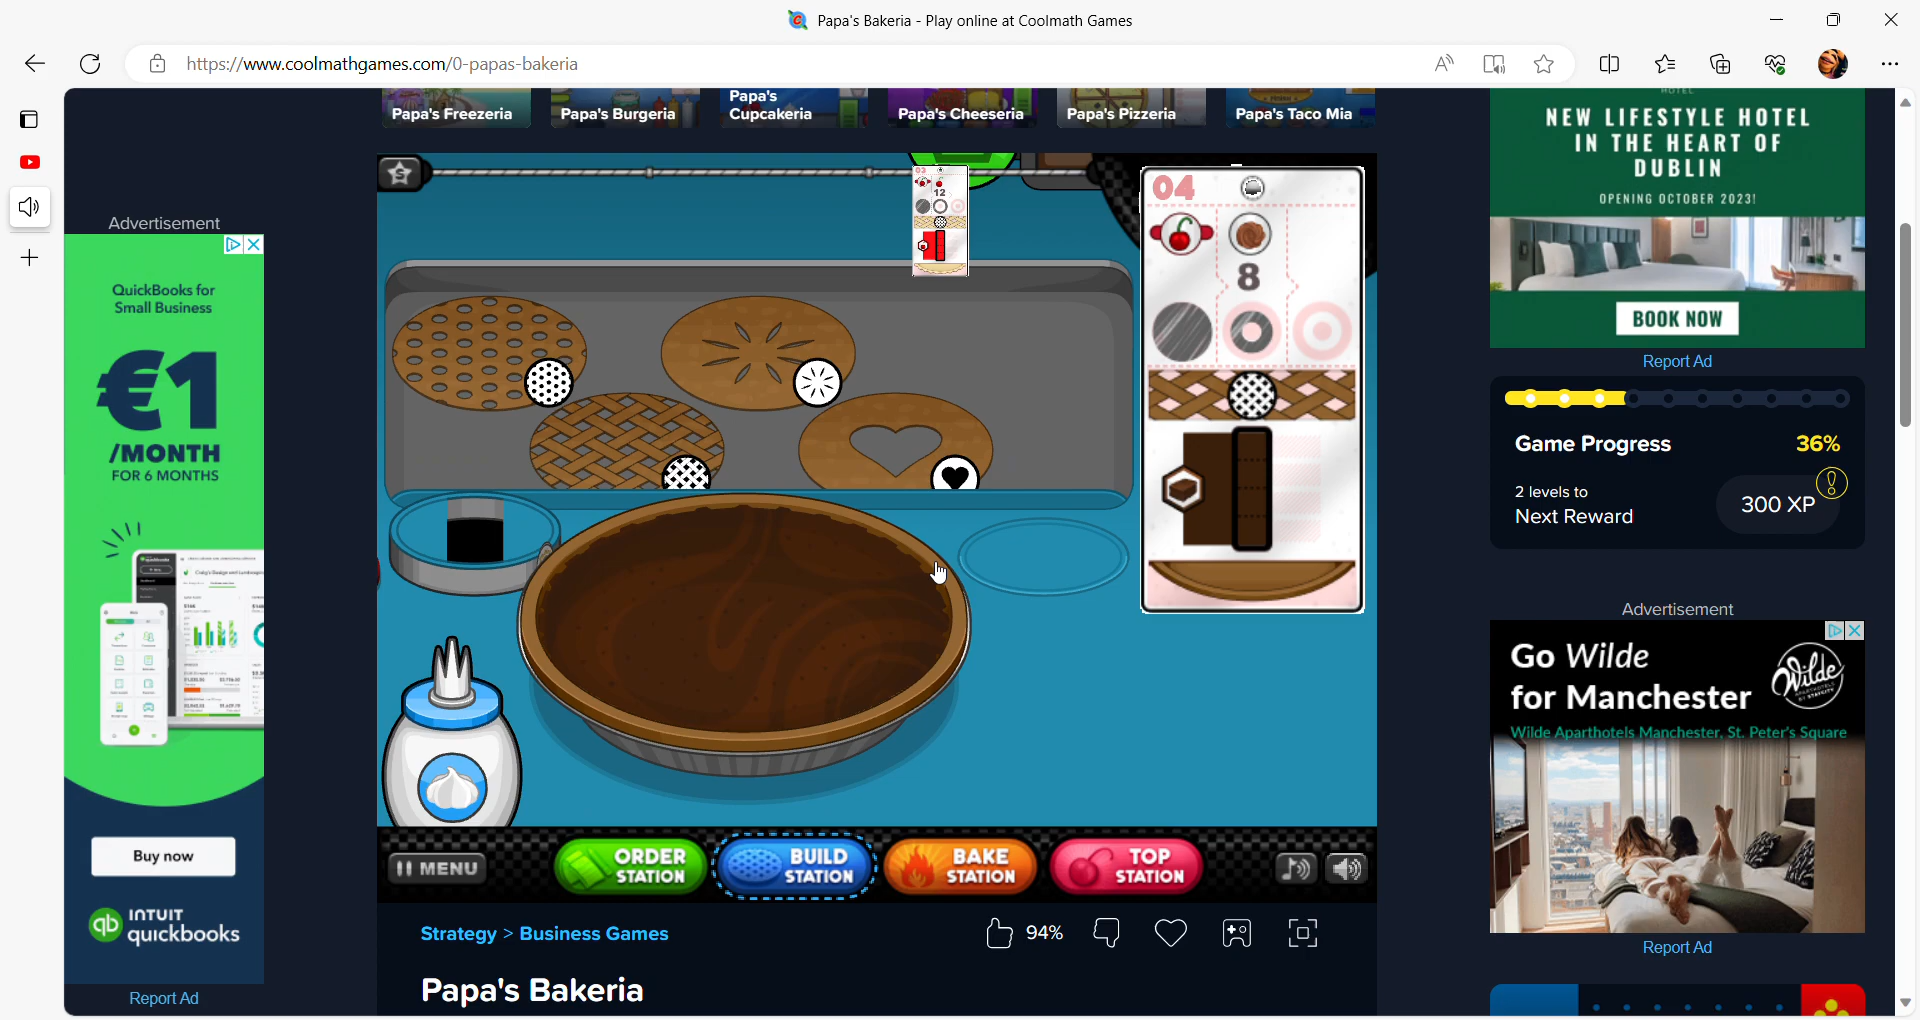 Papa's Bakeria - Play online at Coolmath Games
https://www.coolmathgames.com/0-papas-bakeria
Papa's Freezeria
Papa's Burgeria
Papa's
Cupcakeria
Papa's Cheeseria
Papa's Pizzeria
Papa's Taco Mia
Advertisement
QuickBooks for
Small Business
€1
/MONTH
FOR 6 MONTHS
Buy now
INTUIT
quickbooks
Report Ad
03
12
04
8
MENU
ORDER
STATION
BUILD
STATION
BAKE
STATION
TOP
STATION
Strategy > Business Games
94%
Papa's Bakeria
HOTEL
NEW LIFESTYLE HOTEL
IN THE HEART OF
DUBLIN
OPENING OCTOBER 2023!
BOOK NOW
Report Ad
Game Progress
36%
2 levels to
Next Reward
300 XP
Advertisement
Go Wilde
for Manchester
Wilde
Wilde Aparthotels Manchester, St. Peter's Square
Report Ad